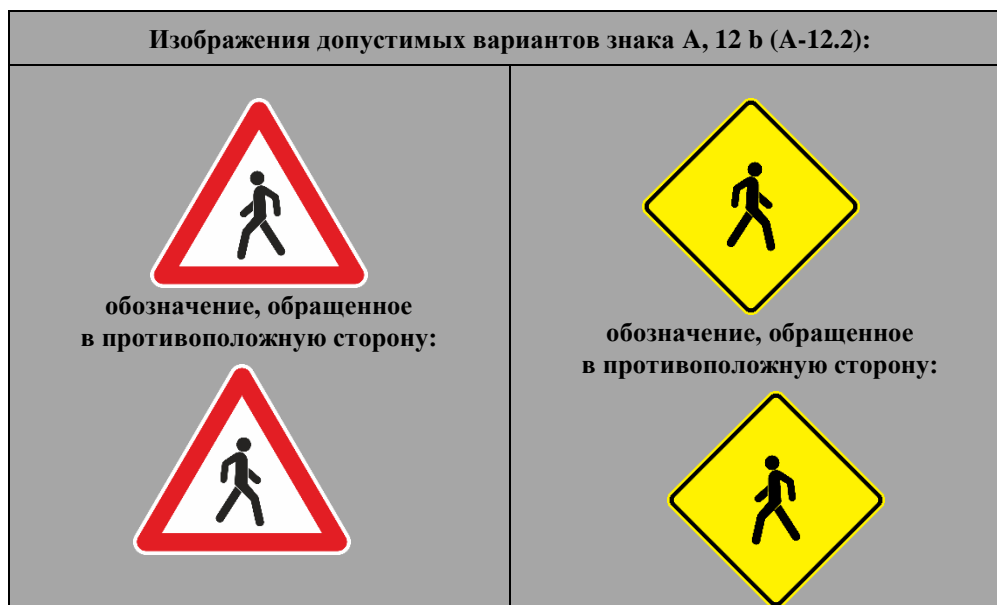 Изображения допустимых вариантов знака A, 12 b (A-12.2):
обозначение, обращенное
в противоположную сторону:
обозначение, обращенное
в противоположную сторону: